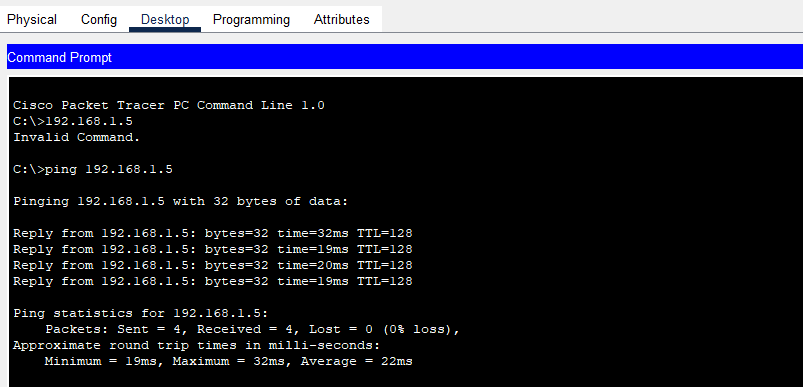 Physical Config Desktop Programming Attributes
Command Prompt
Cisco Packet Tracer PC Command Line 1.0
C:\>192.168.1.5
Invalid Command.
C:\>ping 192.168.1.5
Pinging 192.168.1.5 with 32 bytes of data:
Reply from 192.168.1.5: bytes=32 time=32ms TTL=128
Reply from 192.168.1.5: bytes=32 time=19ms TTL=128
Reply from 192.168.1.5: bytes=32 time=20ms TTL=128
Reply from 192.168.1.5: bytes=32 time=19ms TTL=128
Ping statistics for 192.168.1.5:
    Packets: Sent = 4, Received = 4, Lost = 0 (0% loss),
Approximate round trip times in milli-seconds:
    Minimum = 19ms, Maximum = 32ms, Average = 22ms